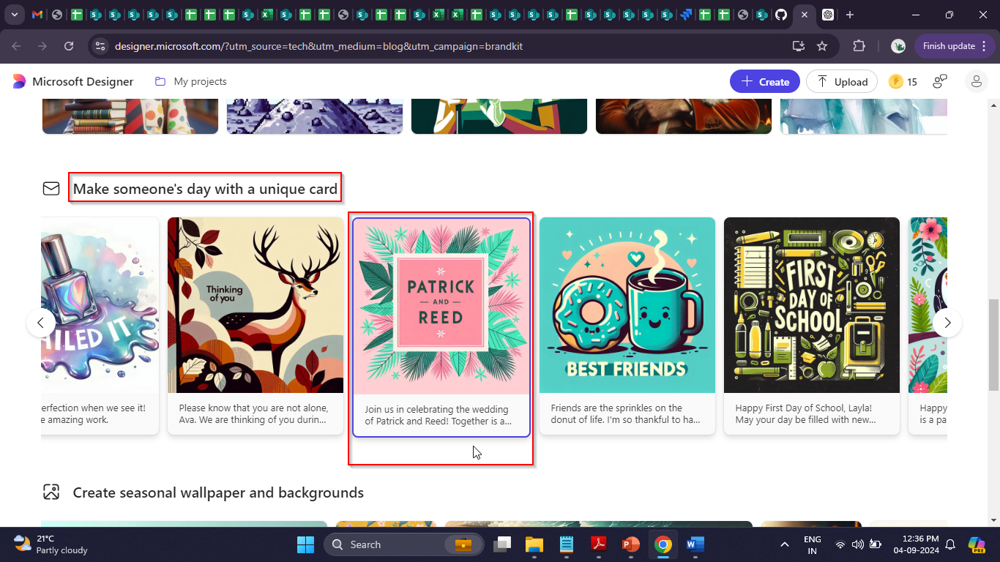 designer.microsoft.com/?utm_source=tech&utm_medium=blog&utm_campaign=brandkit
Finish update
Microsoft Designer
My projects
Create
Upload
15
Make someone's day with a unique card
AILED IT
Thinking
of you
PATRICK
AND
REED
BEST FRIENDS
FIRST
DAY OF
SCHOOL
erfection when we see it!
e amazing work.
Please know that you are not alone,
Ava. We are thinking of you durin...
Join us in celebrating the wedding
of Patrick and Reed! Together is a...
Friends are the sprinkles on the
donut of life. I'm so thankful to ha...
Happy First Day of School, Layla!
May your day be filled with new...
Happy
is a pa
Create seasonal wallpaper and backgrounds
21°C
Partly cloudy
Search
ENG
IN
12:36 PM
04-09-2024
PRE